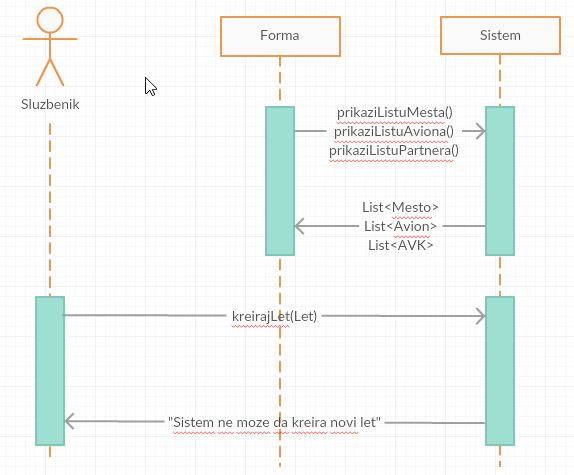 Forma
Sistem
Sluzbenik
prikaziListuMesta()
prikaziListuAviona()
prikaziListuPartnera()
List<Mesto>
List<Avion>
List<AVK>
kreirajLet(Let)
"Sistem ne moze da kreira novi let"